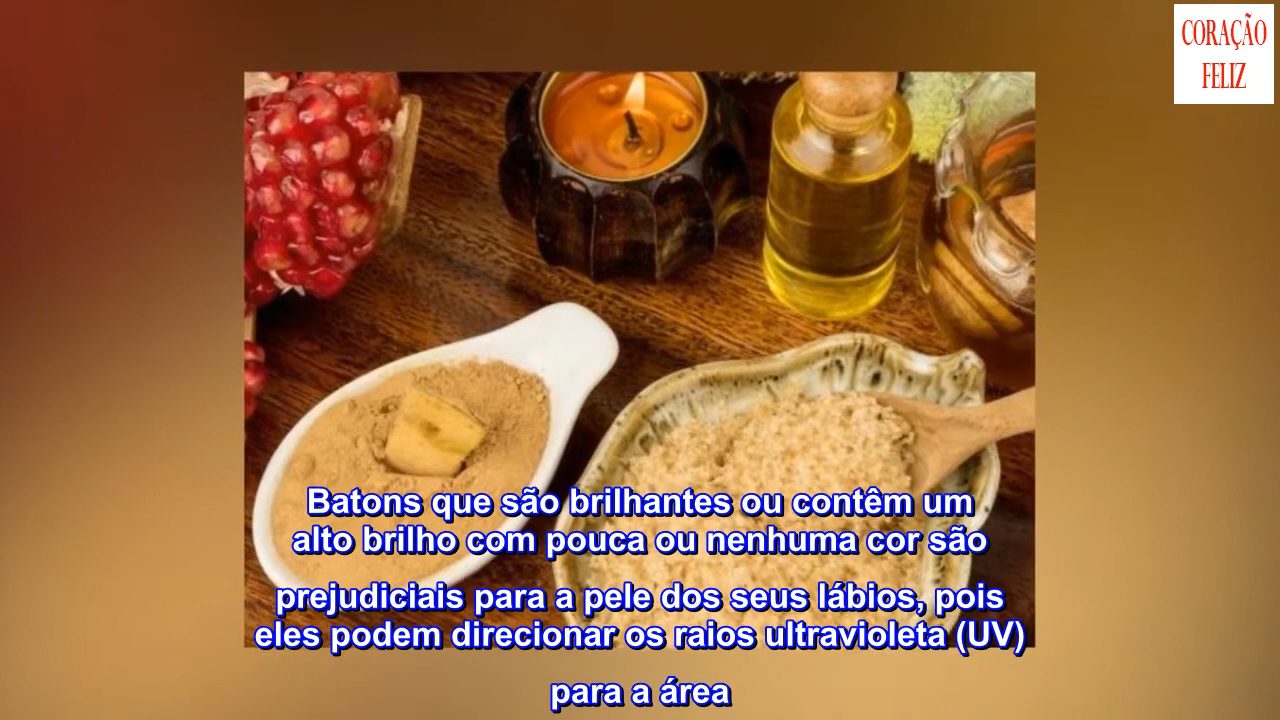 CORAÇÃO
FELIZ
Batons que são brilhantes ou contêm um
alto brilho com pouca ou nenhuma cor são
prejudiciais para a pele dos seus lábios, pois
eles podem direcionar os raios ultravioleta (UV)
para a área